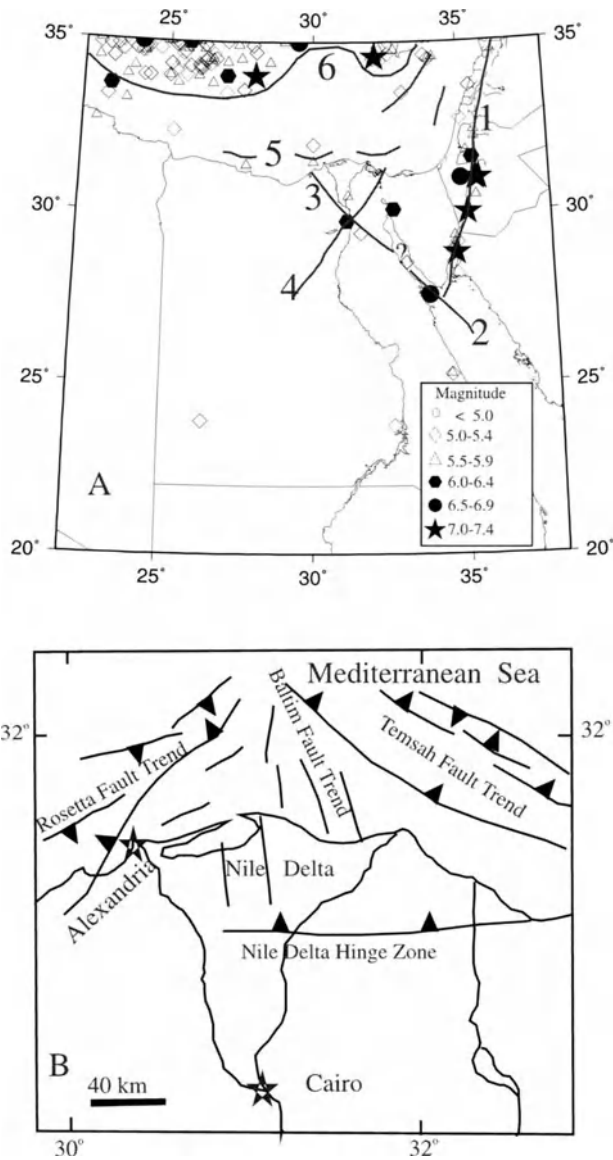 25° 30° 35°
35° 35°
6
1
5
30° 3 30°
?
4
2
25° 25°
Magnitude
< 5.0
5.0-5.4
5.5-5.9
6.0-6.4
6.5-6.9
7.0-7.4
A
20° 20°
25° 30° 35°
Mediterranean Sea
32° 32°
Baltim Fault Trend
Temsah Fault Trend
Rosetta Fault Trend
Alexandria
Nile Delta
Nile Delta Hinge Zone
B
40 km
Cairo
30° 32°